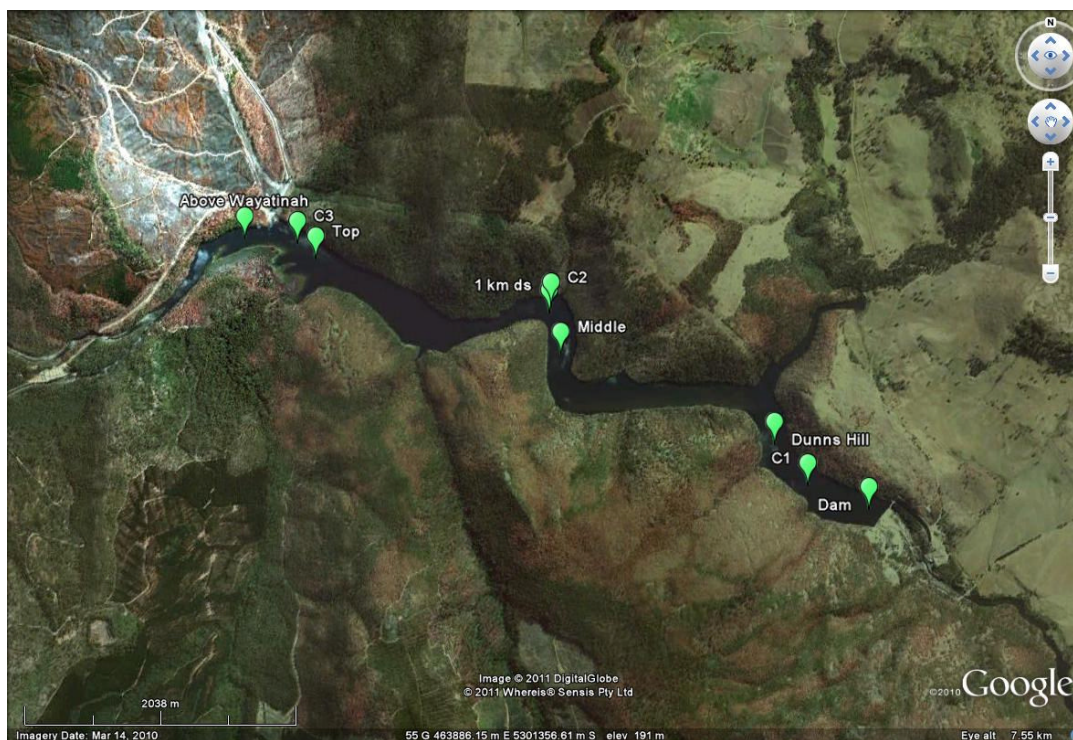 N
Above Wayatinah
C3
Top
C2
1 km ds
Middle
Dunns Hill
C1
Dam
Image © 2011 DigitalGlobe
© 2011 Whereis® Sensis Pty Ltd
©2010 Google
2038 m
Imagery Date: Mar 14, 2010
55 G 463886.15 m E 5301356.61 m S elev 191 m
Eye alt 7.55 km